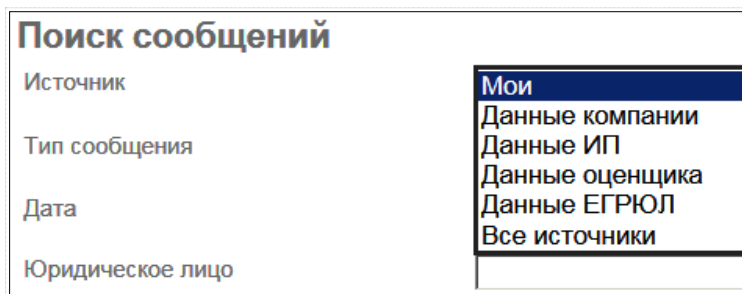 Поиск сообщений
Источник
Мои
Данные компании
Данные ИП
Данные оценщика
Данные ЕГРЮЛ
Все источники
Тип сообщения
Дата
Юридическое лицо